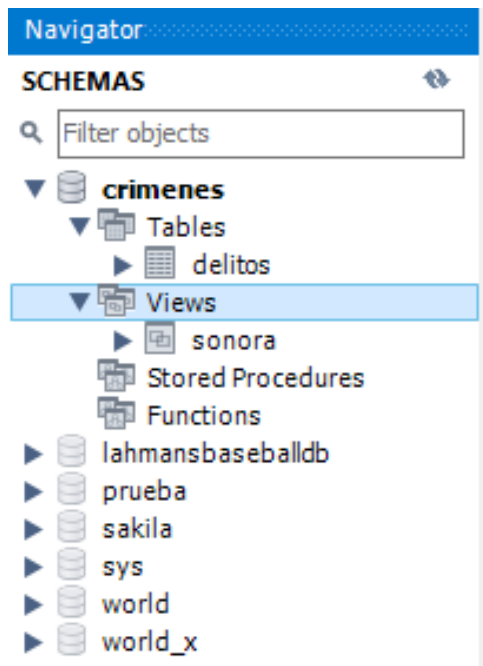 Navigator
SCHEMAS
Filter objects
crimenes
Tables
delitos
Views
sonora
Stored Procedures
Functions
lahmansbaseballdb
prueba
sakila
sys
world
world_x